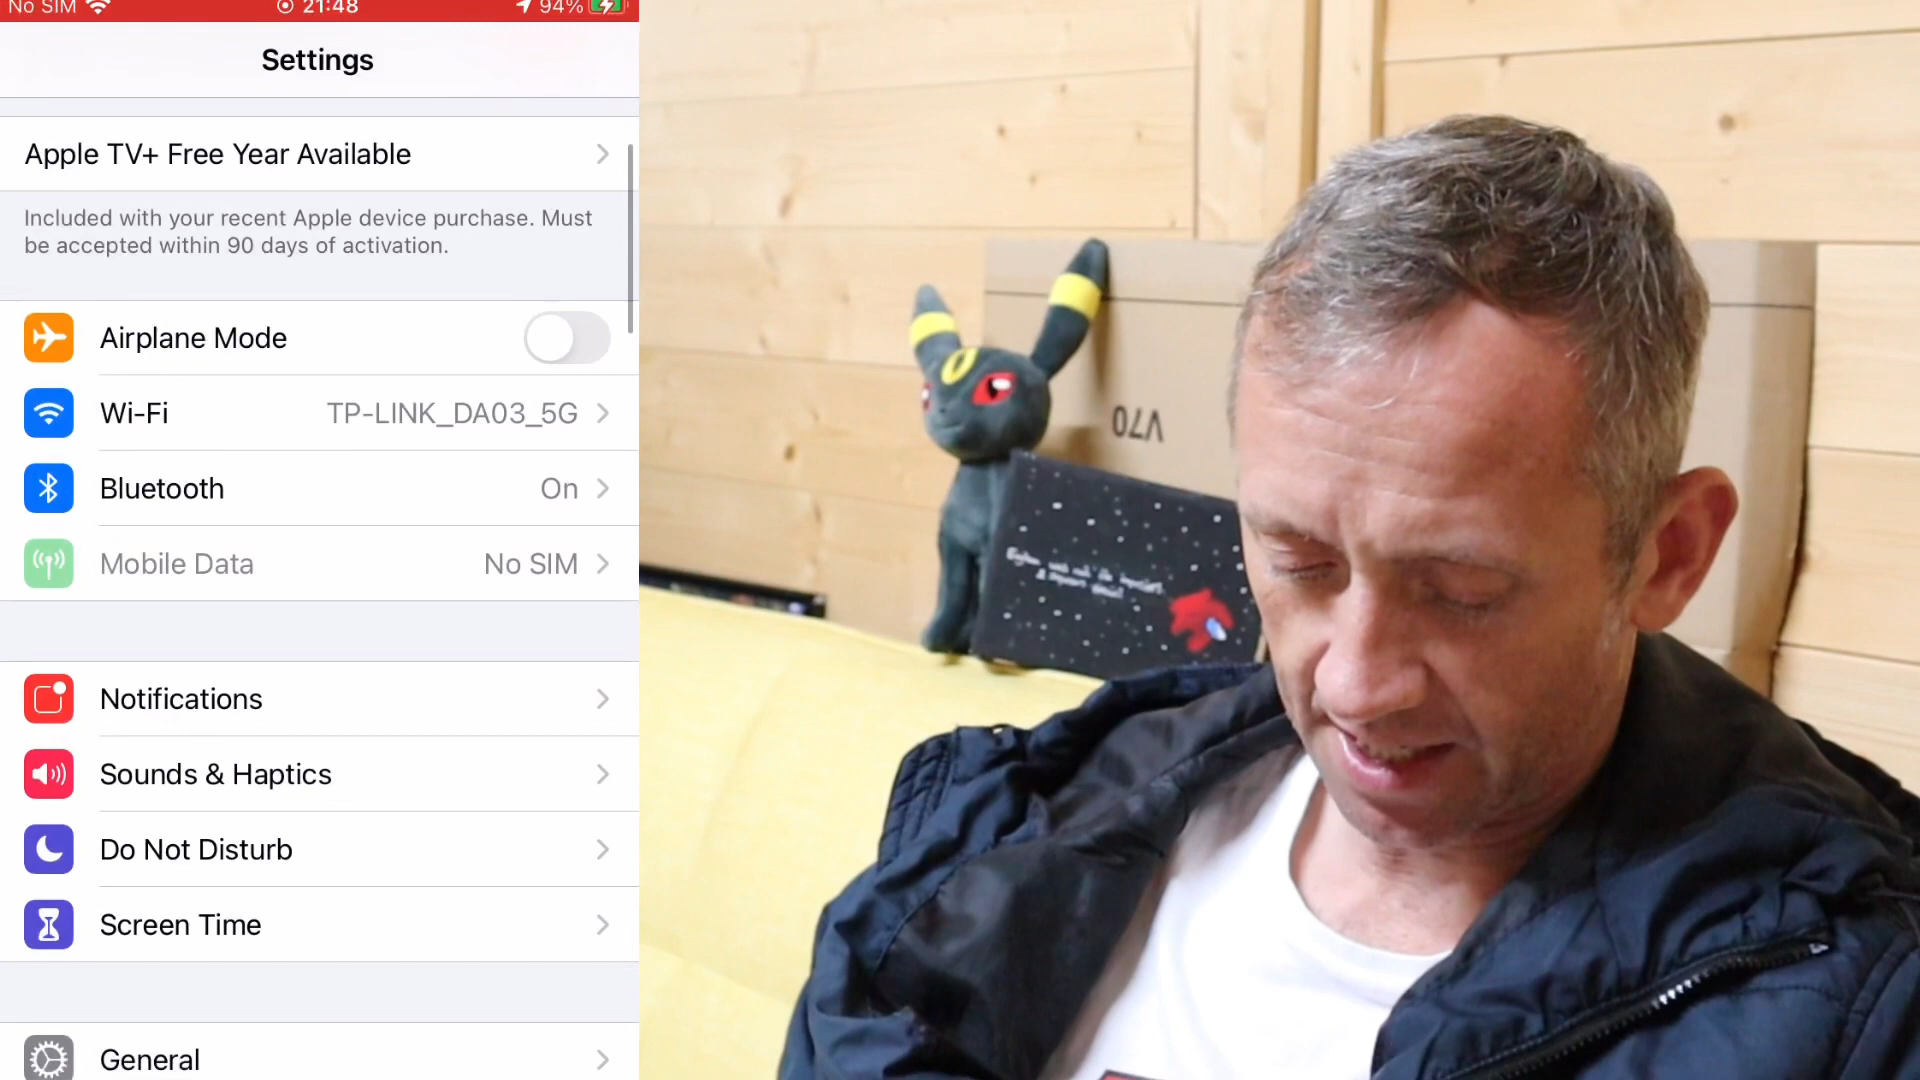 No SIM 21:48 94%
Settings
Apple TV+ Free Year Available
Included with your recent Apple device purchase. Must
be accepted within 90 days of activation.
Airplane Mode
Wi-Fi TP-LINK_DA03_5G
Bluetooth On
Mobile Data No SIM
Notifications
Sounds & Haptics
Do Not Disturb
Screen Time
General
V70